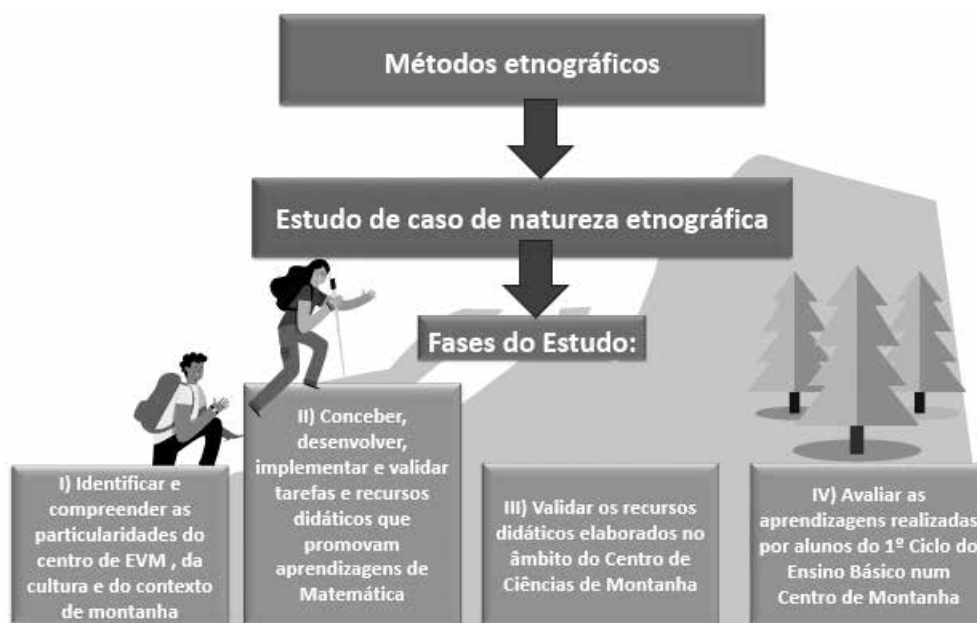 Métodos etnográficos
Estudo de caso de natureza etnográfica
Fases do Estudo:
I) Identificar e
compreender as
particularidades do
centro de EVM , da
cultura e do contexto
de montanha
II) Conceber,
desenvolver,
implementar e validar
tarefas e recursos
didáticos que
promovam
aprendizagens de
Matemática
III) Validar os recursos
didáticos elaborados no
âmbito do Centro de
Ciências de Montanha
IV) Avaliar as
aprendizagens realizadas
por alunos do 1º Ciclo do
Ensino Básico num
Centro de Montanha